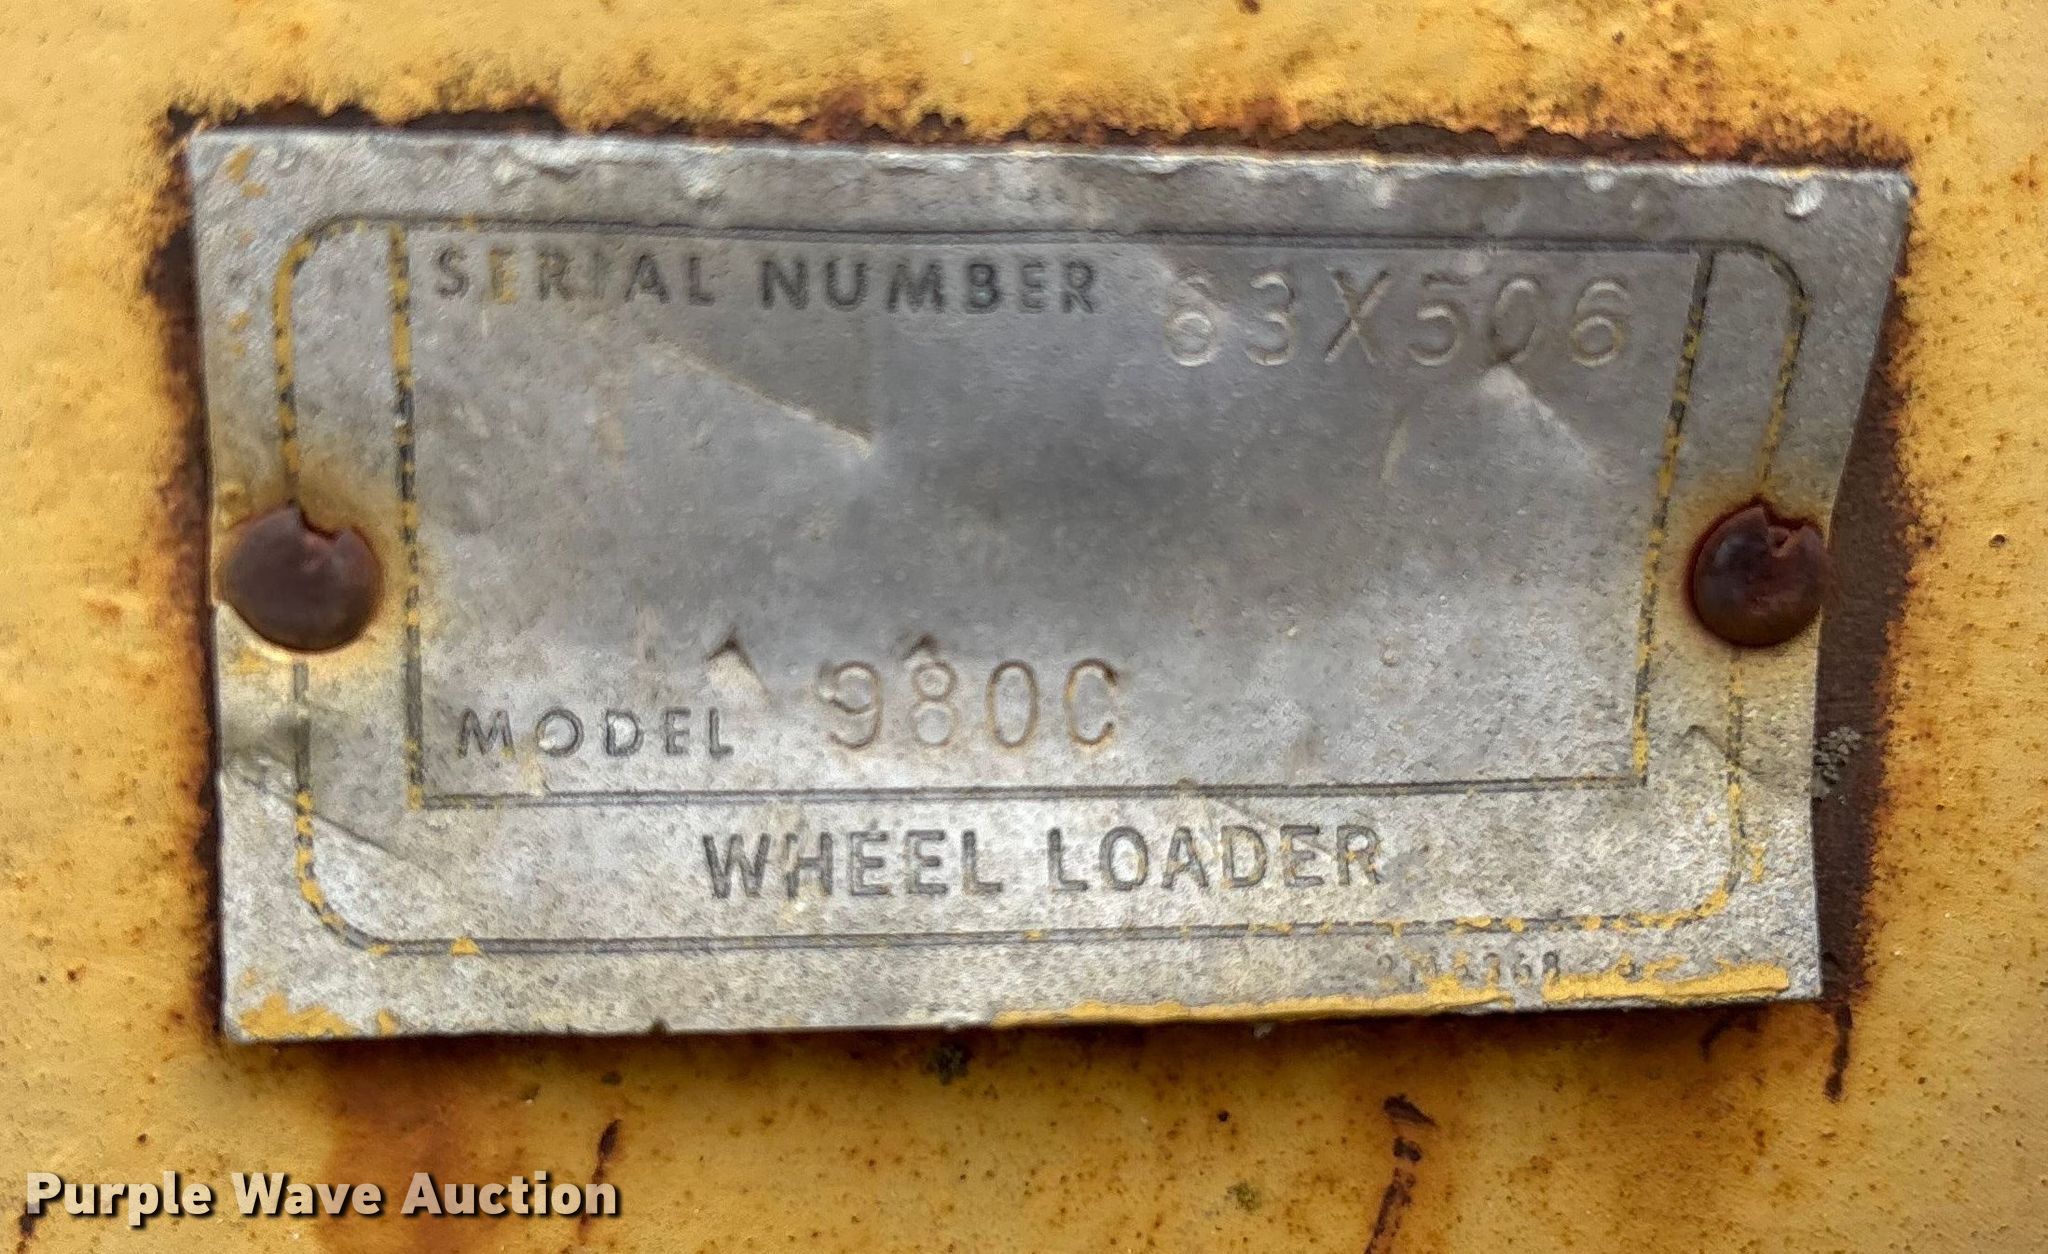 SERIAL NUMBER 63X506
MODEL 980C
WHEEL LOADER
Purple Wave Auction